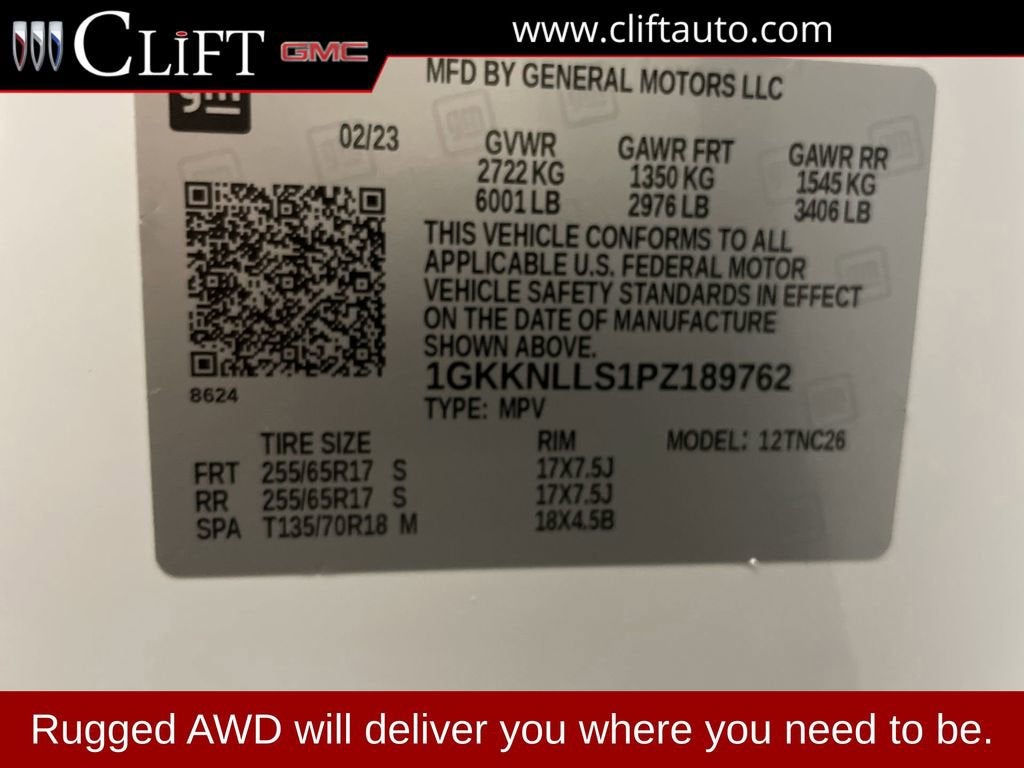 CLIFT GMC
www.cliftauto.com
gm
MFD BY GENERAL MOTORS LLC
02/23
GVWR GAWR FRT GAWR RR
2722 KG 1350 KG 1545 KG
6001 LB 2976 LB 3406 LB
THIS VEHICLE CONFORMS TO ALL
APPLICABLE U.S. FEDERAL MOTOR
VEHICLE SAFETY STANDARDS IN EFFECT
ON THE DATE OF MANUFACTURE
SHOWN ABOVE.
8624
1GKKNLLS1PZ189762
TYPE: MPV
TIRE SIZE RIM MODEL: 12TNC26
FRT 255/65R17 S 17X7.5J
RR 255/65R17 S 17X7.5J
SPA T135/70R18 M 18X4.5B
Rugged AWD will deliver you where you need to be.